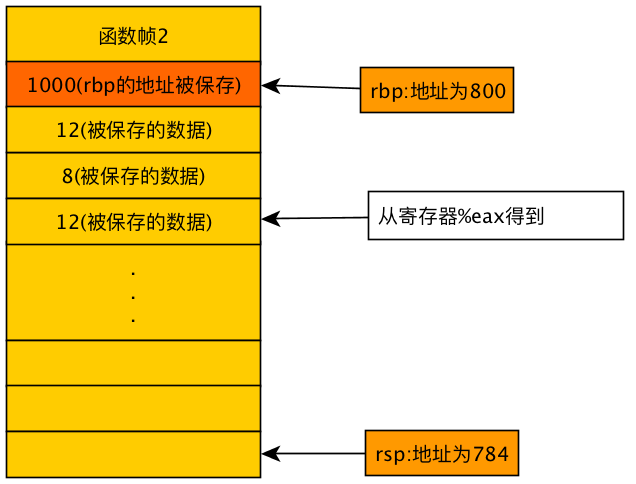 函数帧2
1000(rbp的地址被保存)
rbp:地址为800
12(被保存的数据)
8(被保存的数据)
12(被保存的数据)
从寄存器%eax得到
.
.
.
rsp:地址为784